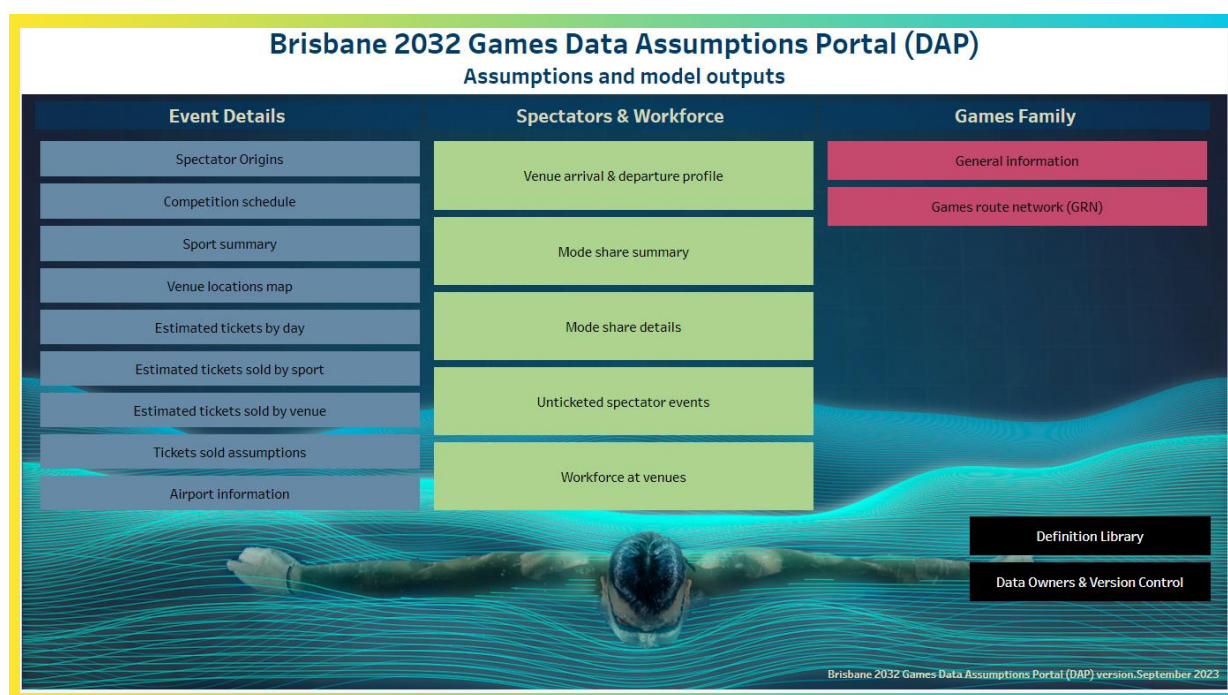 Brisbane 2032 Games Data Assumptions Portal (DAP)
Assumptions and model outputs
Event Details
Spectator Origins
Competition schedule
Sport summary
Venue locations map
Estimated tickets by day
Estimated tickets sold by sport
Estimated tickets sold by venue
Tickets sold assumptions
Airport information
Spectators & Workforce
Venue arrival & departure profile
Mode share summary
Mode share details
Unticketed spectator events
Workforce at venues
Games Family
General information
Games route network (GRN)
Definition Library
Data Owners & Version Control
Brisbane 2032 Games Data Assumptions Portal (DAP) version.September 2023